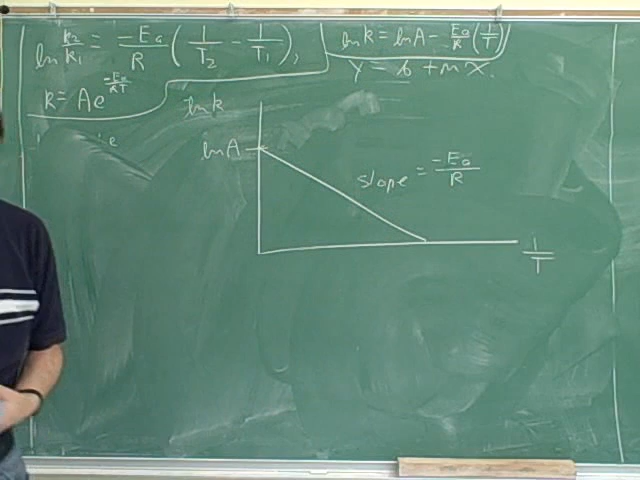 ln k₂/k₁ = -Ea/R (1/T₂ - 1/T₁),
ln k = ln A - Ea/R (1/T)
y = b + m x.
k = Ae^(-Ea/RT)
ln k
ln A
slope = -Ea/R
1/T